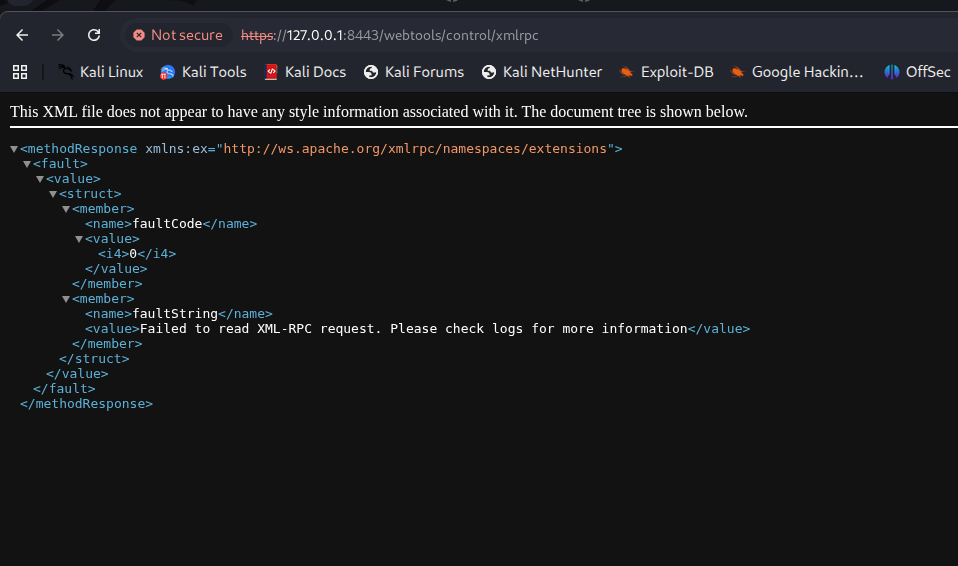 Not secure https://127.0.0.1:8443/webtools/control/xmlrpc
Kali Linux Kali Tools Kali Docs Kali Forums Kali NetHunter Exploit-DB Google Hackin… OffSec
This XML file does not appear to have any style information associated with it. The document tree is shown below.
▼<methodResponse xmlns:ex="http://ws.apache.org/xmlrpc/namespaces/extensions">
▼<fault>
▼<value>
▼<struct>
▼<member>
<name>faultCode</name>
▼<value>
<i4>0</i4>
</value>
</member>
▼<member>
<name>faultString</name>
<value>Failed to read XML-RPC request. Please check logs for more information</value>
</member>
</struct>
</value>
</fault>
</methodResponse>